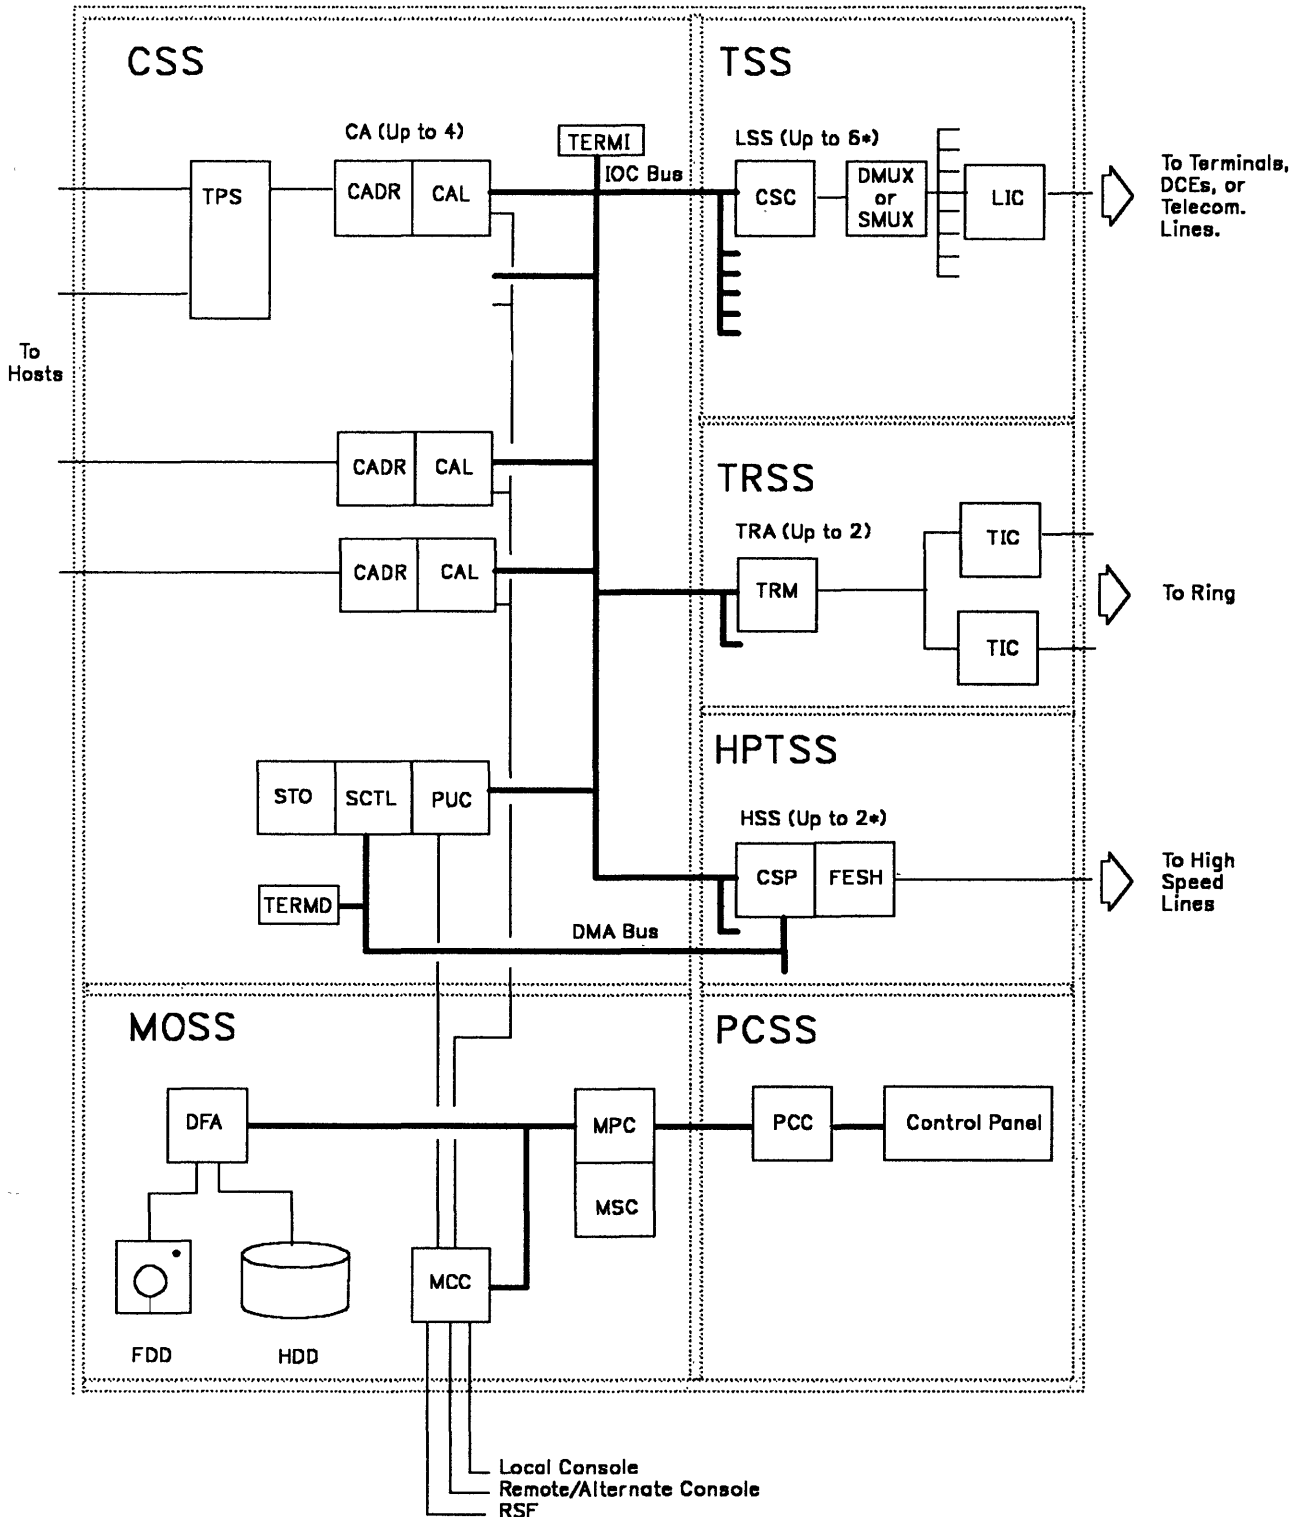 CSS
TSS
CA (Up to 4)
TERMI
LSS (Up to 6*)
IOC Bus
TPS
CADR
CAL
CSC
DMUX
or
SMUX
LIC
To Terminals,
DCEs, or
Telecom.
Lines.
To
Hosts
CADR
CAL
TRSS
TRA (Up to 2)
TIC
CADR
CAL
TRM
To Ring
TIC
HPTSS
STO
SCTL
PUC
HSS (Up to 2*)
CSP
FESH
To High
Speed
Lines
TERMD
DMA Bus
MOSS
PCSS
DFA
MPC
PCC
Control Panel
MSC
MCC
FDD
HDD
Local Console
Remote/Alternate Console
RSF